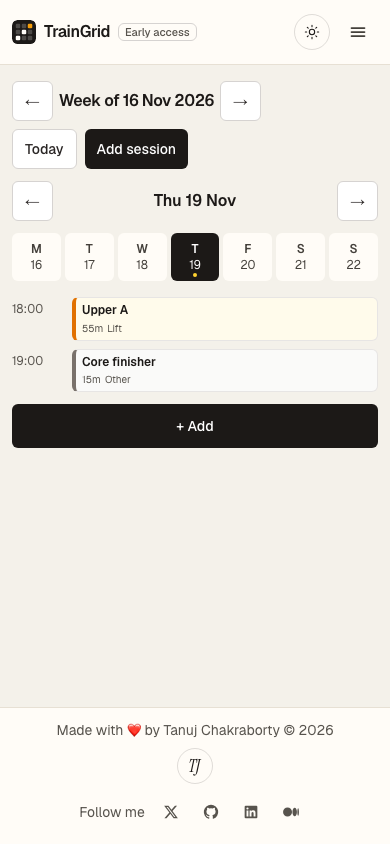 TrainGrid Early access
← Week of 16 Nov 2026 →
Today Add session
← Thu 19 Nov →
M T W T F S S
16 17 18 19 20 21 22
18:00 Upper A
55m Lift
19:00 Core finisher
15m Other
+ Add
Made with ❤️ by Tanuj Chakraborty © 2026
TJ
Follow me